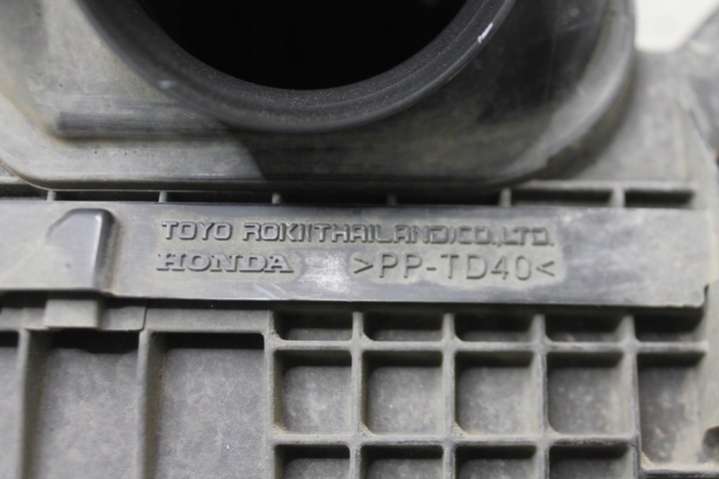 TOYO ROKI(THAILAND)CO.,LTD.
HONDA >PP-TD40<